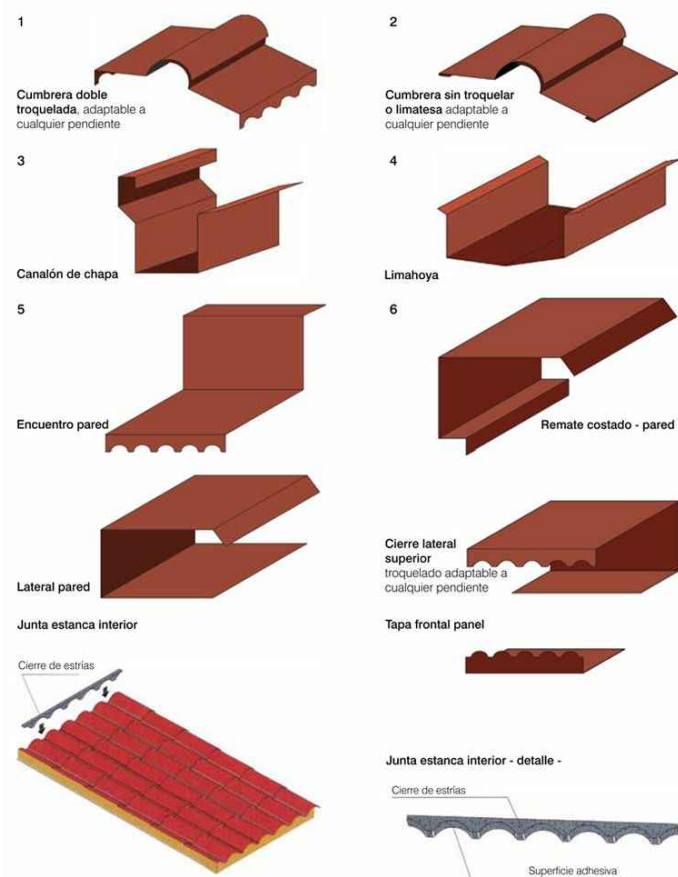 1
Cumbrera doble
troquelada, adaptable a
cualquier pendiente
2
Cumbrera sin troquelar
o limatesa adaptable a
cualquier pendiente
3
Canalón de chapa
4
Limahoya
5
Encuentro pared
6
Remate costado - pared
Lateral pared
Cierre lateral
superior
troquelado adaptable a
cualquier pendiente
Junta estanca interior
Cierre de estrías
Tapa frontal panel
Junta estanca interior - detalle -
Cierre de estrías
Superficie adhesiva